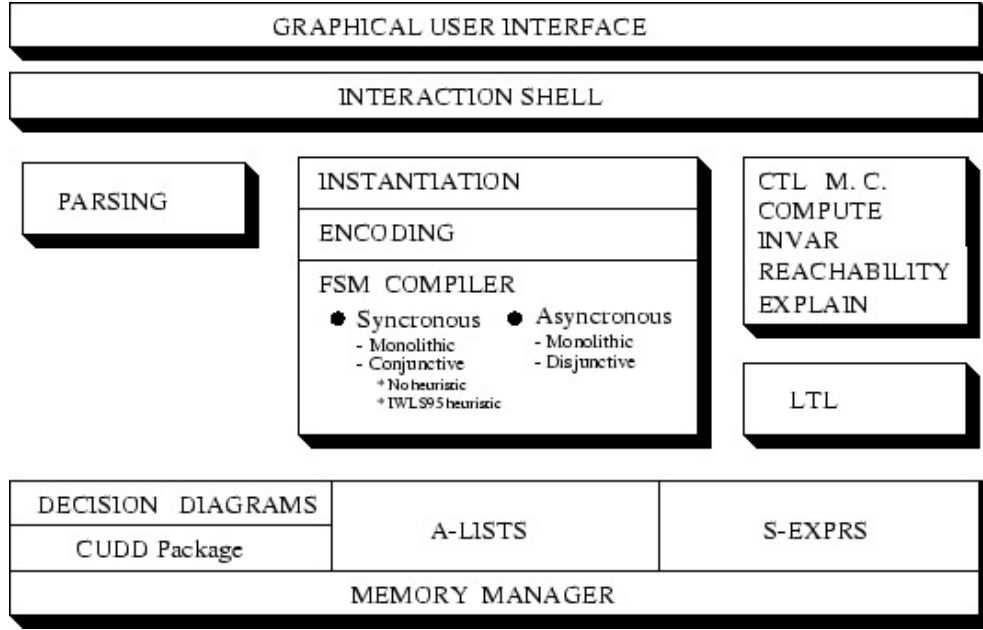 GRAPHICAL USER INTERFACE
INTERACTION SHELL
PARSING
INSTANTIATION
ENCODING
FSM COMPILER
● Syncronous
- Monolithic
- Conjunctive
* No heuristic
* IWLS95 heuristic
● Asyncronous
- Monolithic
- Disjunctive
CTL M. C.
COMPUTE
INVAR
REACHABILITY
EXPLAIN
LTL
DECISION DIAGRAMS
CUDD Package
A-LISTS
S-EXPRS
MEMORY MANAGER